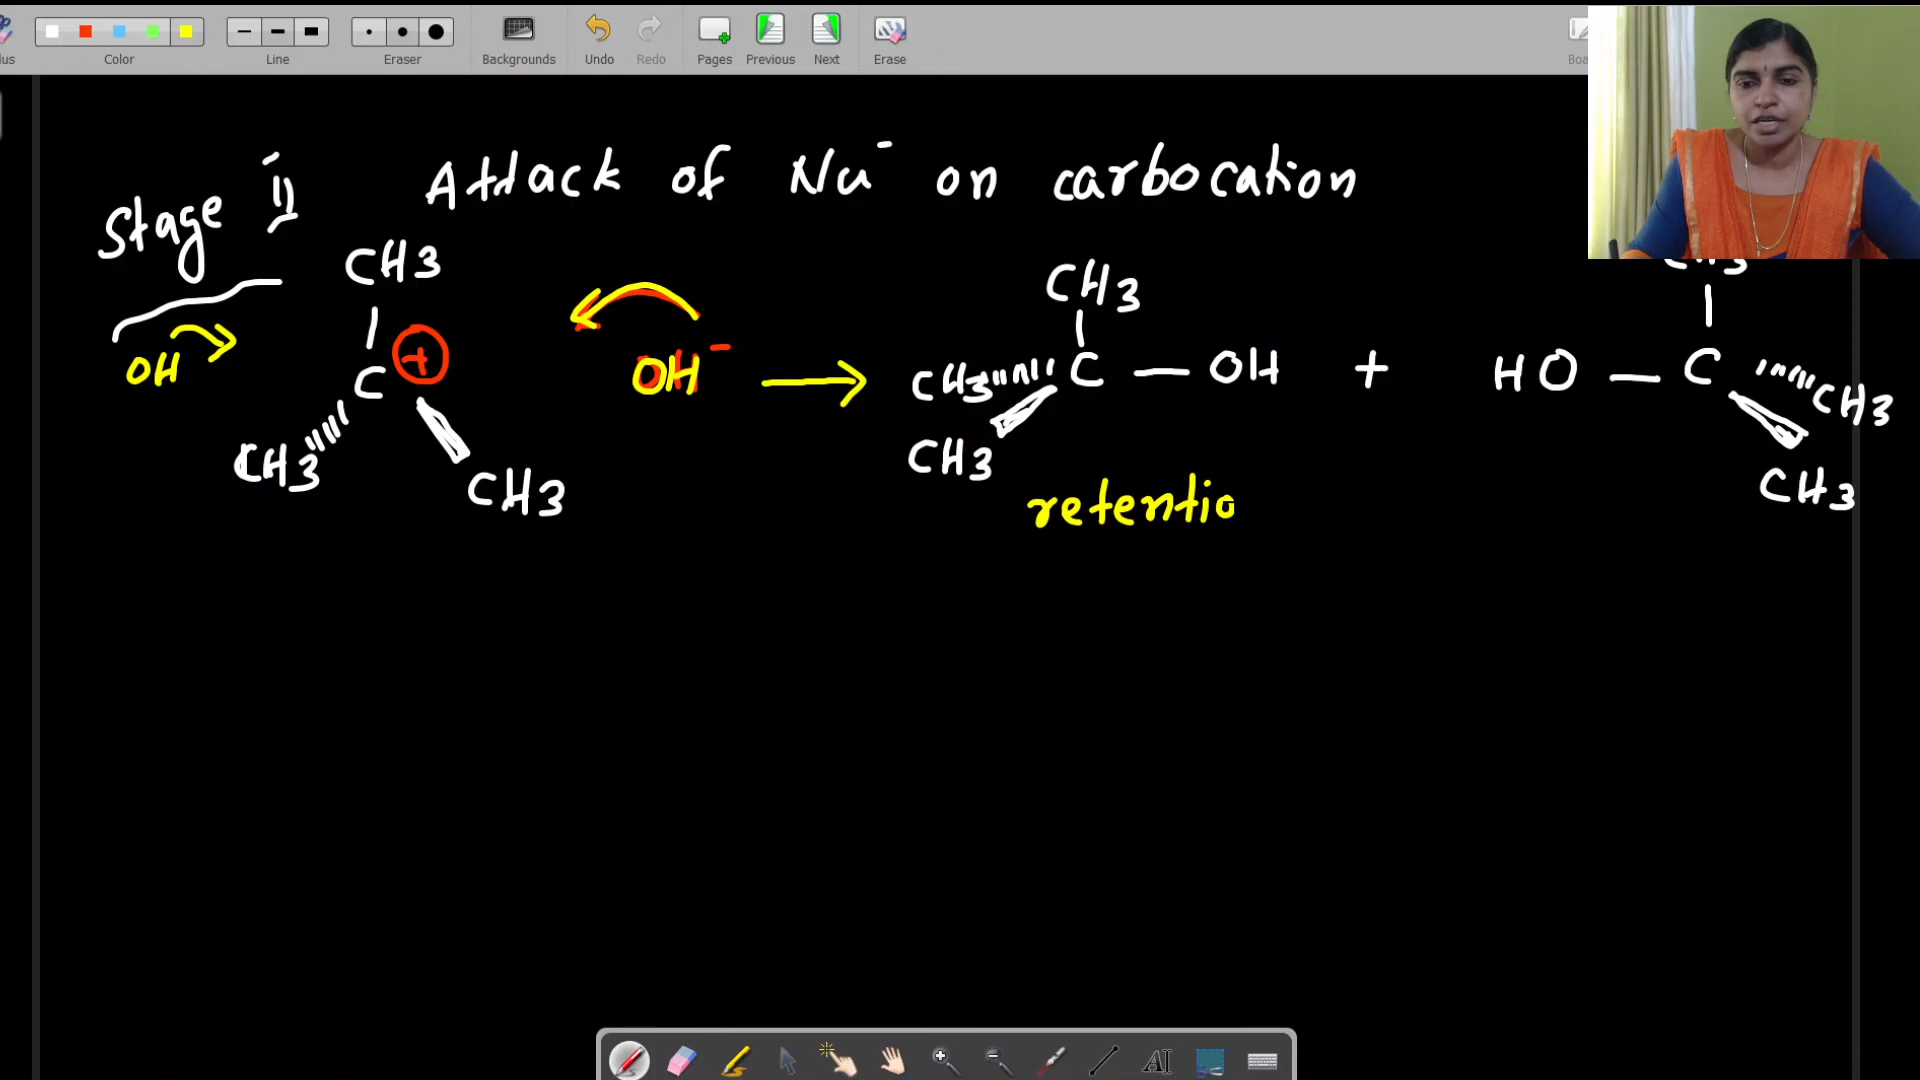 Color
Line
Eraser
Backgrounds
Undo
Redo
Pages
Previous
Next
Erase
Stage II Attack of Nu⁻ on carbocation
CH3
C +
CH3
CH3
OH
OH⁻
CH3
CH3 C — OH
CH3
+
HO — C CH3
CH3
retentio
AI